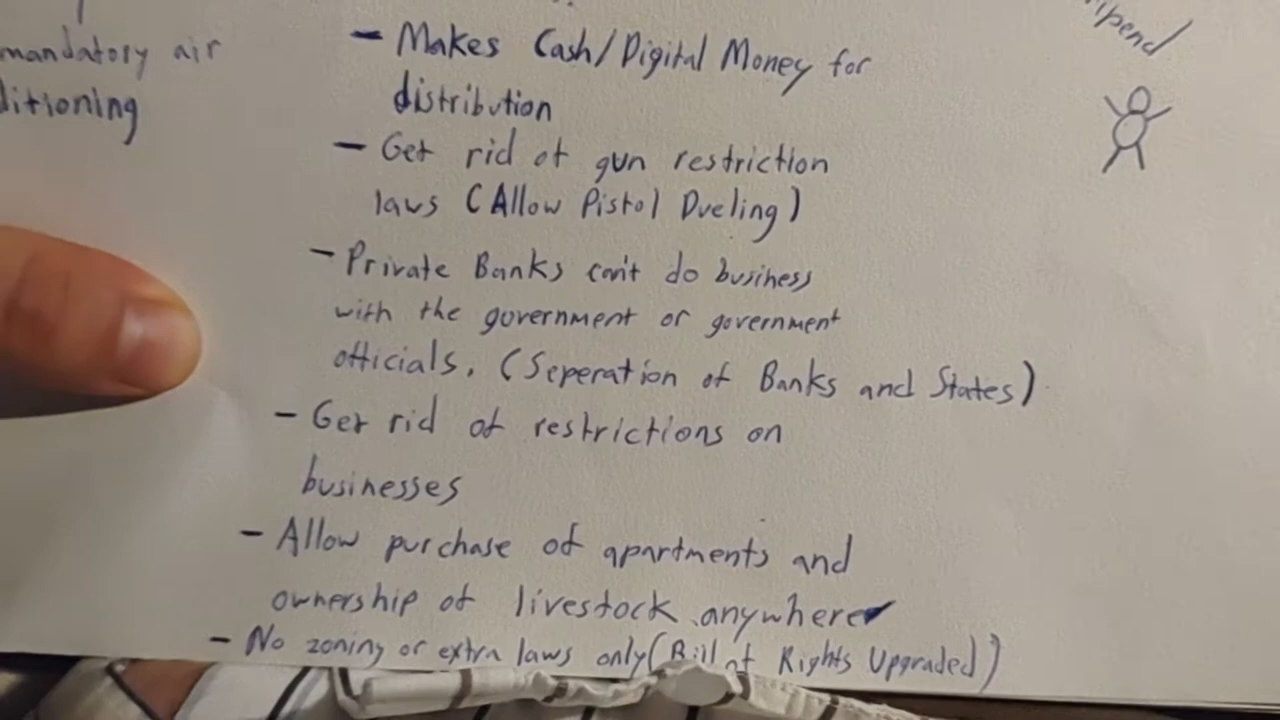 mandatory air
ditioning
ipend
- Makes Cash/Digital Money for
distribution
- Get rid of gun restriction
laws (Allow Pistol Dueling)
- Private Banks can't do business
with the government or government
officials. (Seperation of Banks and States)
- Get rid of restrictions on
businesses
- Allow purchase of apartments and
ownership of livestock anywhere
- No zoning or extra laws only (Bill of Rights Upgraded)